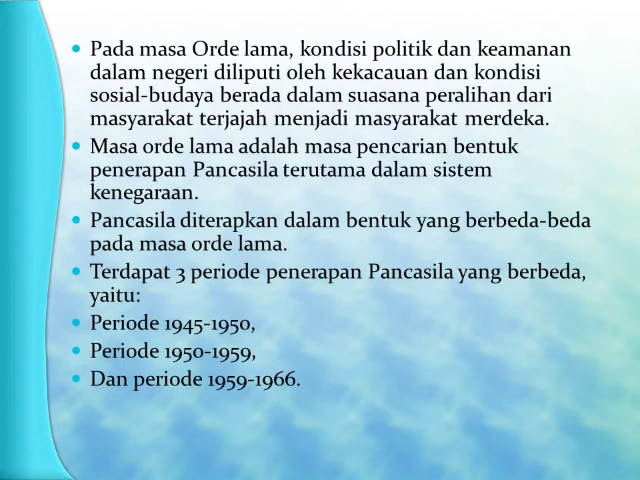 Pada masa Orde lama, kondisi politik dan keamanan
dalam negeri diliputi oleh kekacauan dan kondisi
sosial-budaya berada dalam suasana peralihan dari
masyarakat terjajah menjadi masyarakat merdeka.
Masa orde lama adalah masa pencarian bentuk
penerapan Pancasila terutama dalam sistem
kenegaraan.
Pancasila diterapkan dalam bentuk yang berbeda-beda
pada masa orde lama.
Terdapat 3 periode penerapan Pancasila yang berbeda,
yaitu:
Periode 1945-1950,
Periode 1950-1959,
Dan periode 1959-1966.